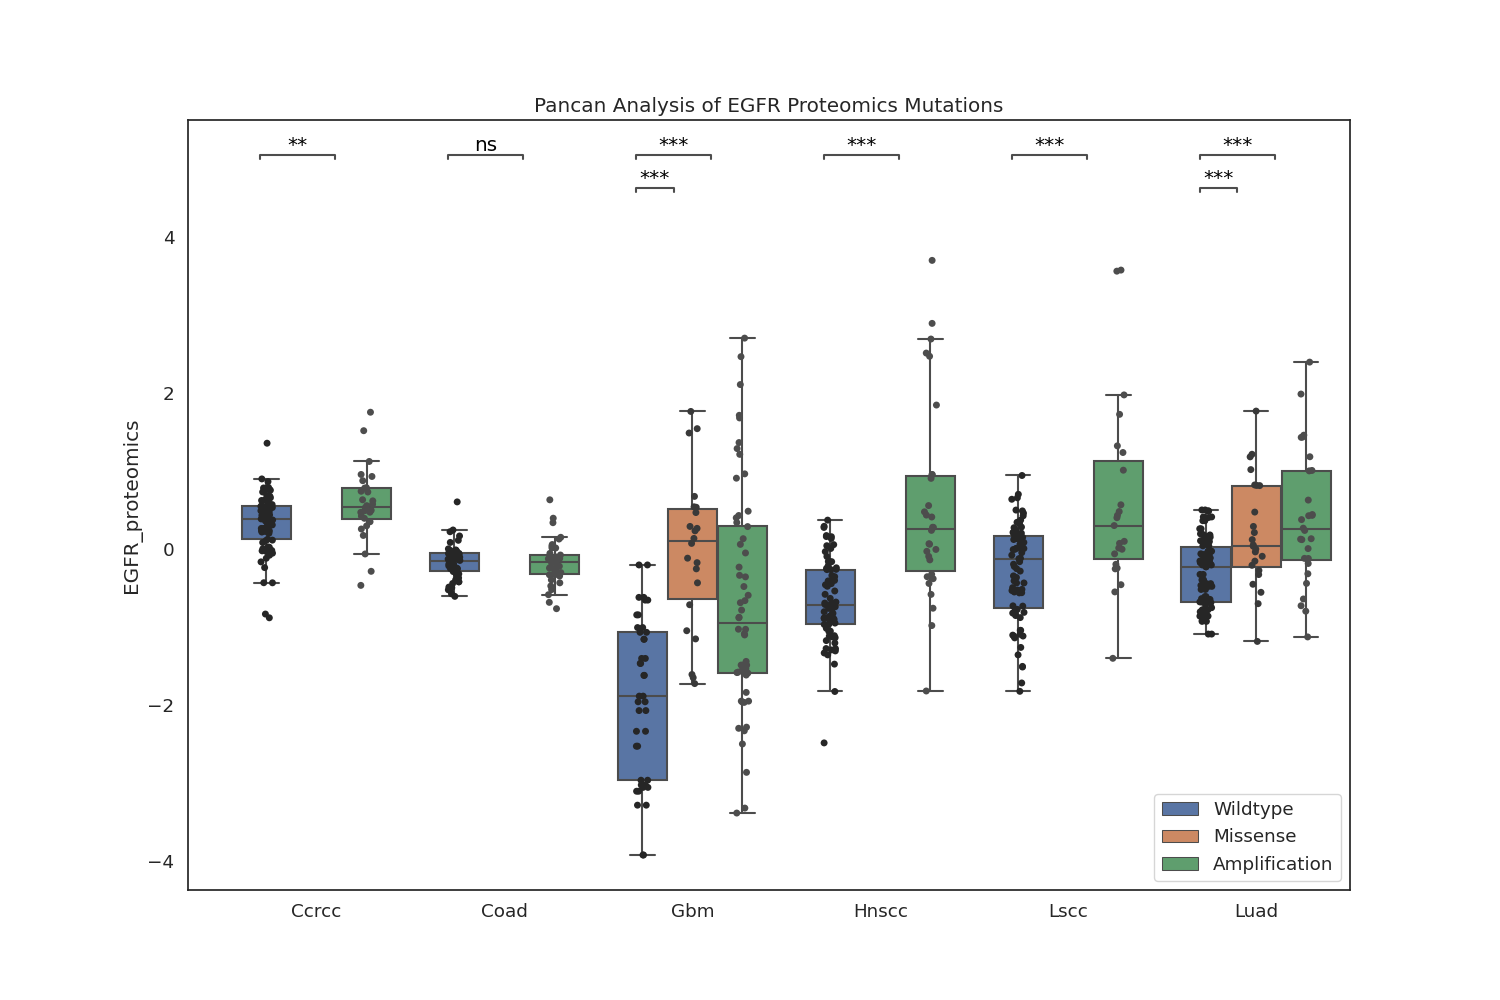 Pancan Analysis of EGFR Proteomics Mutations
** ns *** *** *** ***
*** ***
4
2
0
−2
−4
EGFR_proteomics
Wildtype
Missense
Amplification
Ccrcc Coad Gbm Hnscc Lscc Luad